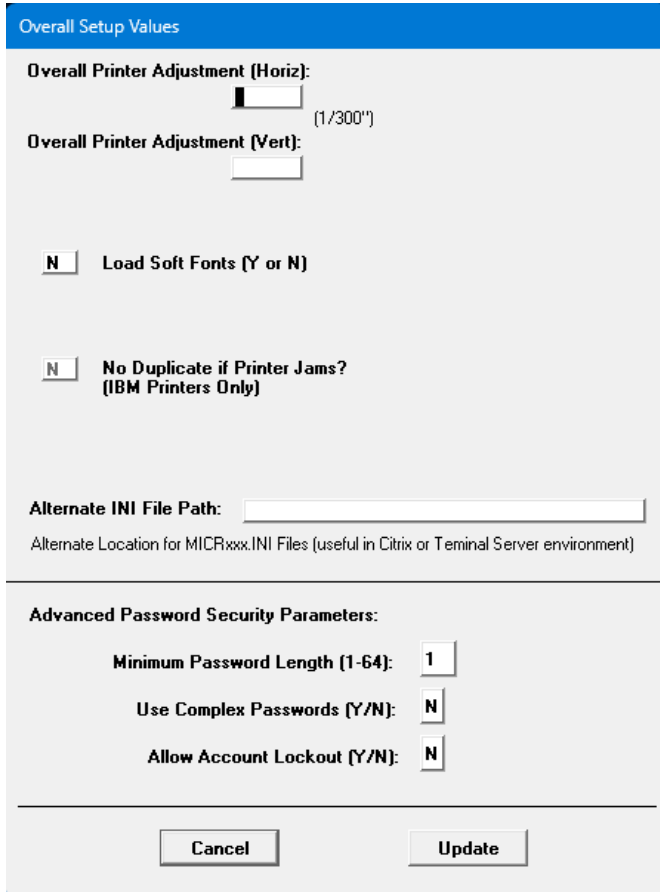 Overall Setup Values
Overall Printer Adjustment (Horiz):
(1/300")
Overall Printer Adjustment (Vert):
N Load Soft Fonts (Y or N)
N No Duplicate if Printer Jams?
(IBM Printers Only)
Alternate INI File Path:
Alternate Location for MICRxxx.INI Files (useful in Citrix or Teminal Server environment)
Advanced Password Security Parameters:
Minimum Password Length (1-64): 1
Use Complex Passwords (Y/N): N
Allow Account Lockout (Y/N): N
Cancel Update